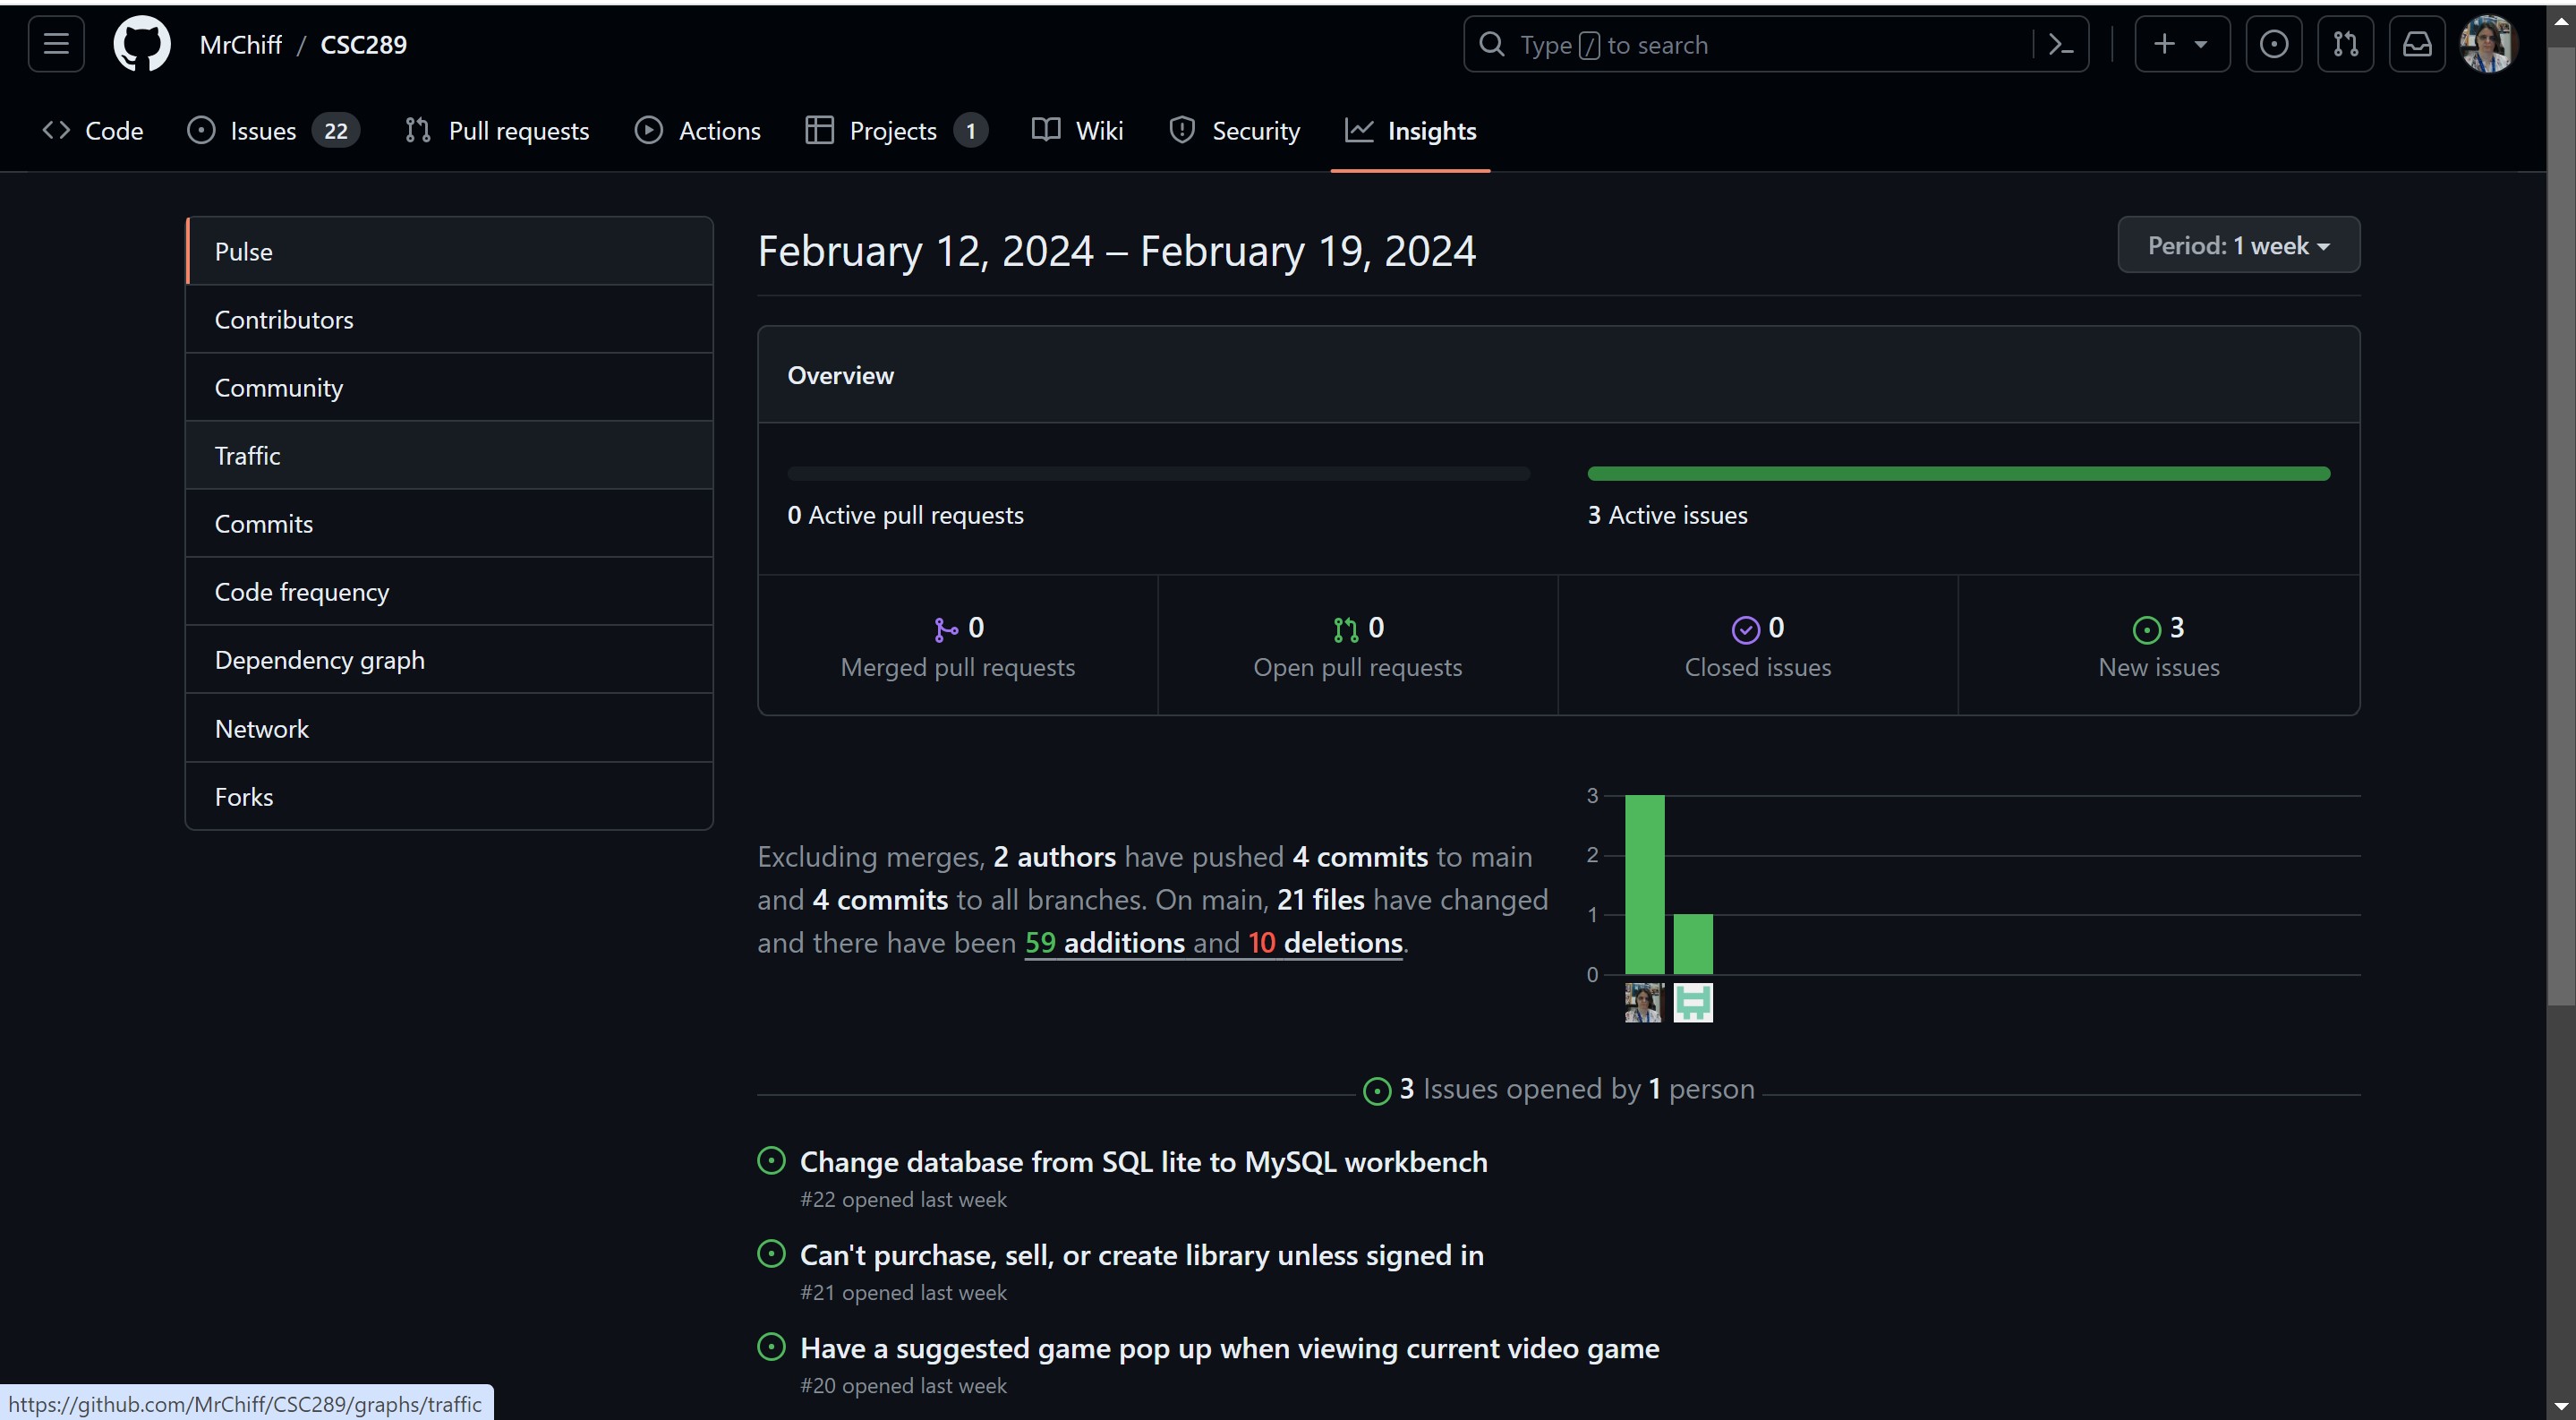 MrChiff / CSC289
Type / to search
Code
Issues 22
Pull requests
Actions
Projects 1
Wiki
Security
Insights
Pulse
Contributors
Community
Traffic
Commits
Code frequency
Dependency graph
Network
Forks
February 12, 2024 – February 19, 2024
Period: 1 week
Overview
0 Active pull requests
3 Active issues
0
Merged pull requests
0
Open pull requests
0
Closed issues
3
New issues
Excluding merges, 2 authors have pushed 4 commits to main
and 4 commits to all branches. On main, 21 files have changed
and there have been 59 additions and 10 deletions.
3
2
1
0
3 Issues opened by 1 person
Change database from SQL lite to MySQL workbench
#22 opened last week
Can't purchase, sell, or create library unless signed in
#21 opened last week
Have a suggested game pop up when viewing current video game
#20 opened last week
https://github.com/MrChiff/CSC289/graphs/traffic